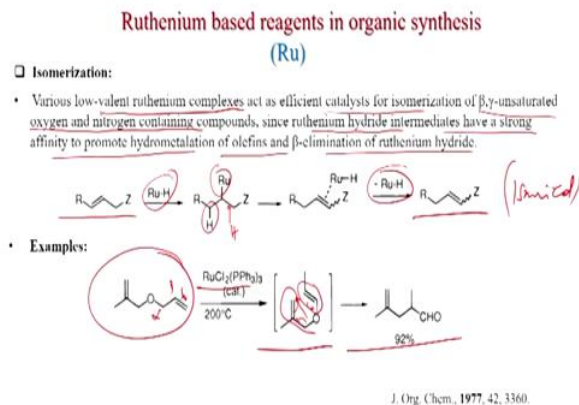 Ruthenium based reagents in organic synthesis
(Ru)
❑ Isomerization:
• Various low-valent ruthenium complexes act as efficient catalysts for isomerization of β,γ-unsaturated
oxygen and nitrogen containing compounds, since ruthenium hydride intermediates have a strong
affinity to promote hydrometalation of olefins and β-elimination of ruthenium hydride.
R Z Ru-H R Ru Z H H R Ru-H Z - Ru-H R Z
• Examples:
O RuCl2(PPh3)3
(cat.)
200°C
O
CHO
92%
J. Org. Chem., 1977, 42, 3360.